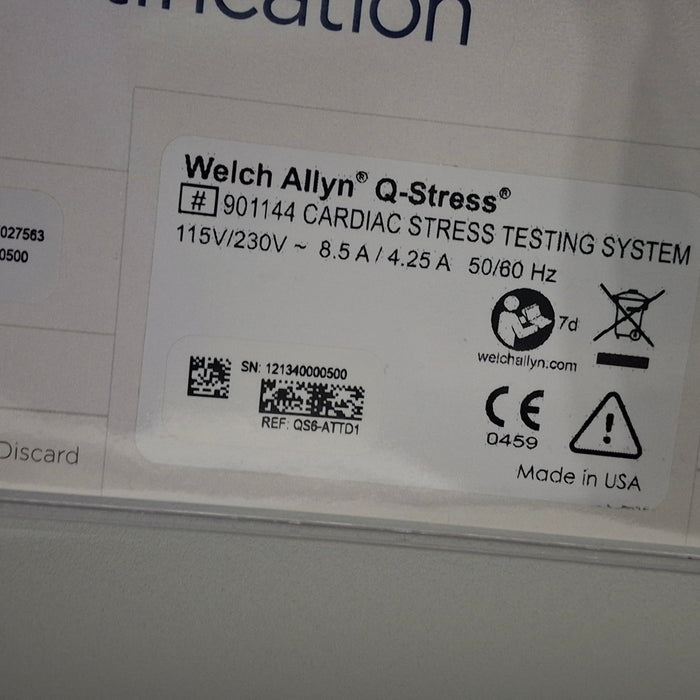 Welch Allyn® Q-Stress®
# 901144 CARDIAC STRESS TESTING SYSTEM
115V/230V ~ 8.5 A / 4.25 A 50/60 Hz
027563
0500
7d
welchallyn.com
SN: 121340000500
REF: QS6-ATTD1
CE
0459
Discard
Made in USA